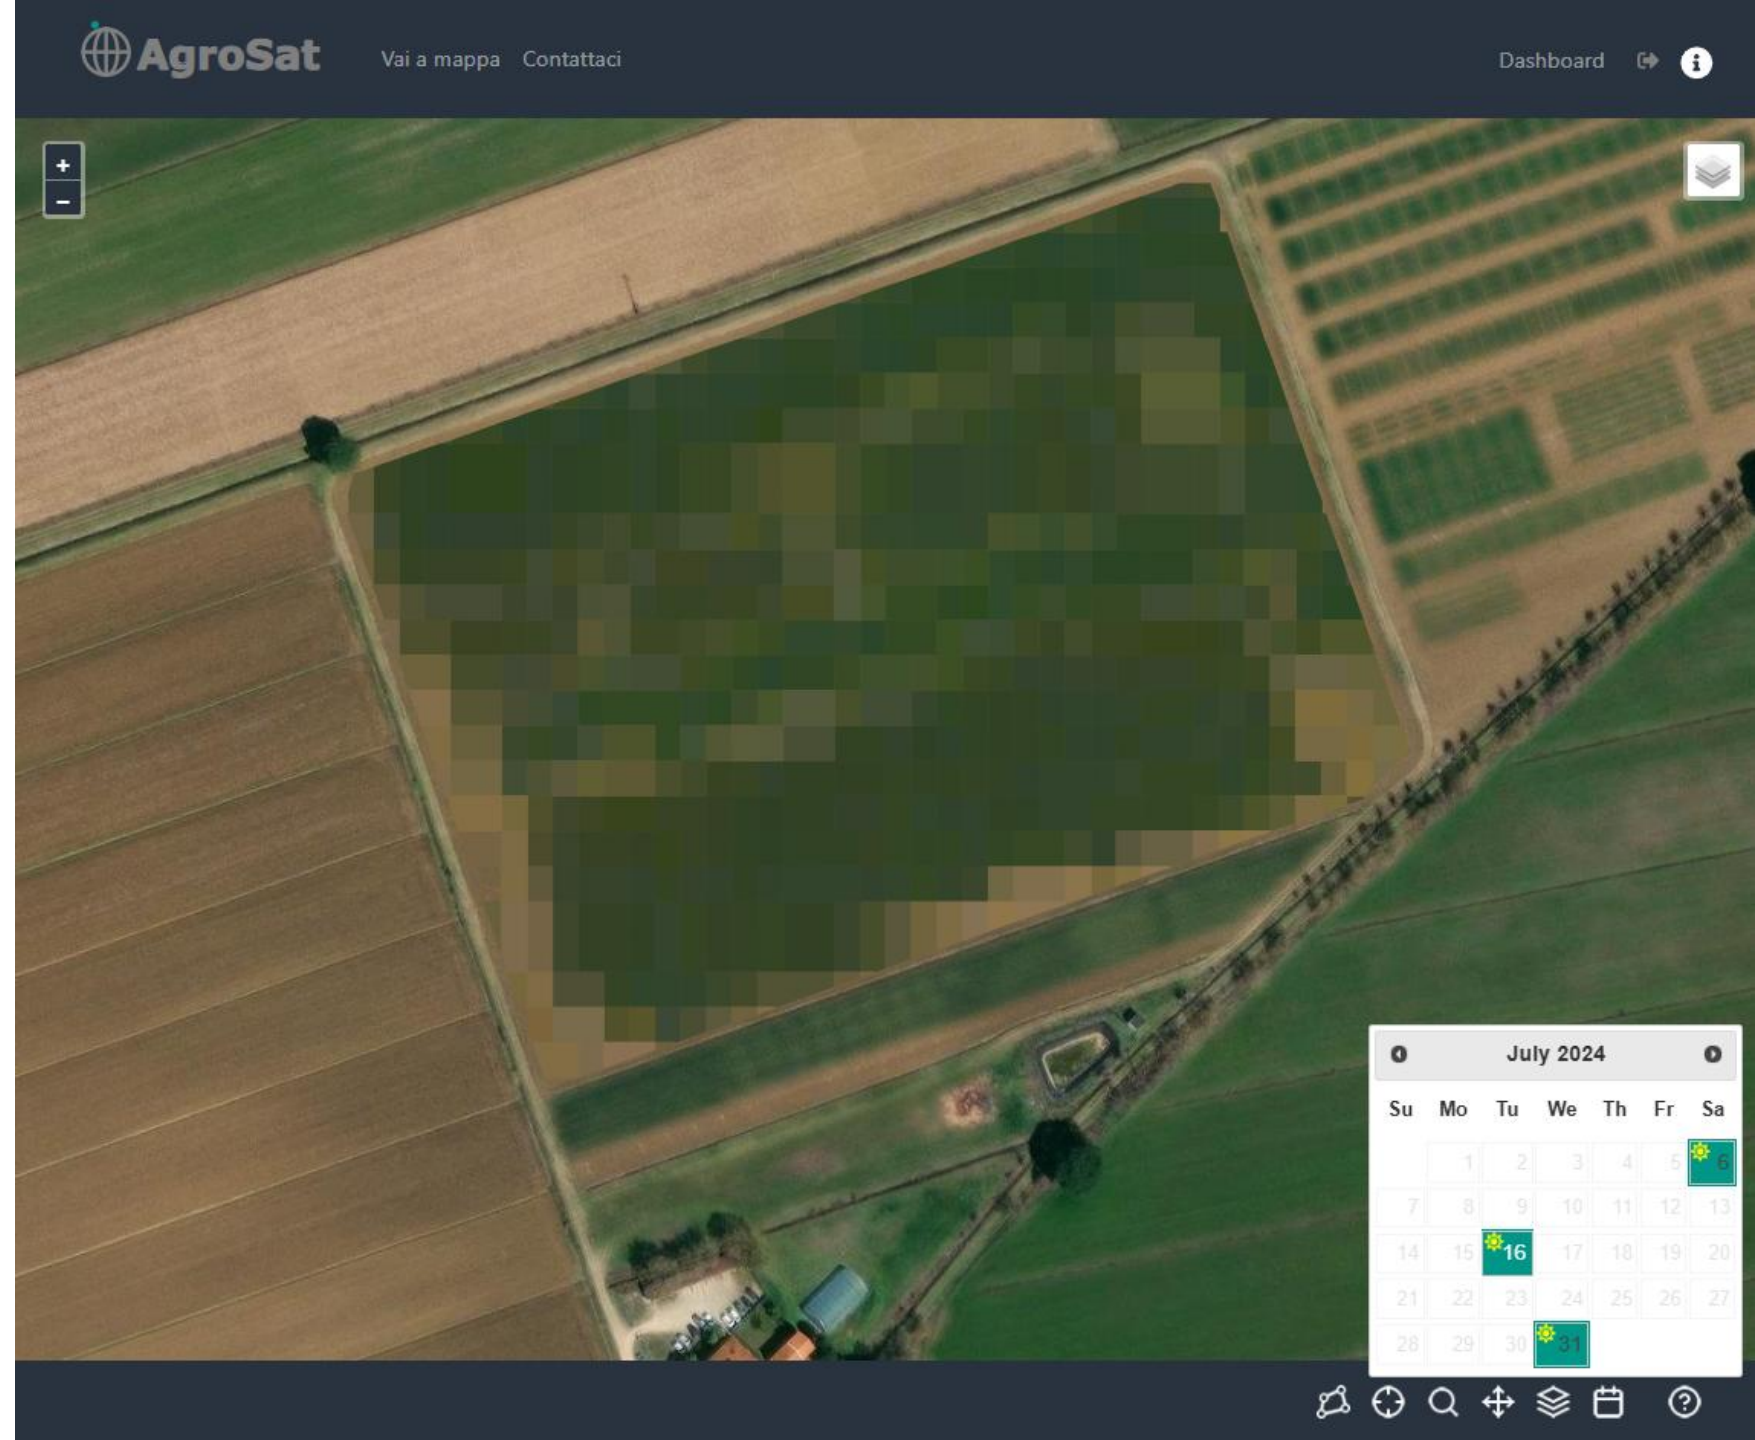 AgroSat Vai a mappa Contattaci Dashboard
+
−
July 2024
Su Mo Tu We Th Fr Sa
1 2 3 4 5 6
7 8 9 10 11 12 13
14 15 16 17 18 19 20
21 22 23 24 25 26 27
28 29 30 31